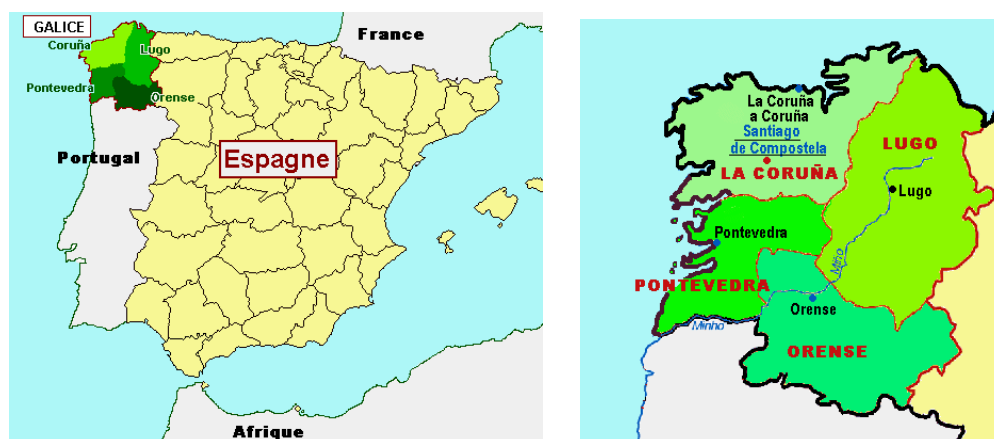 GALICE
Coruña
Lugo
Pontevedra
Orense
France
Portugal
Espagne
Afrique
La Coruña
a Coruña
Santiago
de Compostela
LA CORUÑA
LUGO
Lugo
Pontevedra
PONTEVEDRA
Miño
Orense
Minho
ORENSE